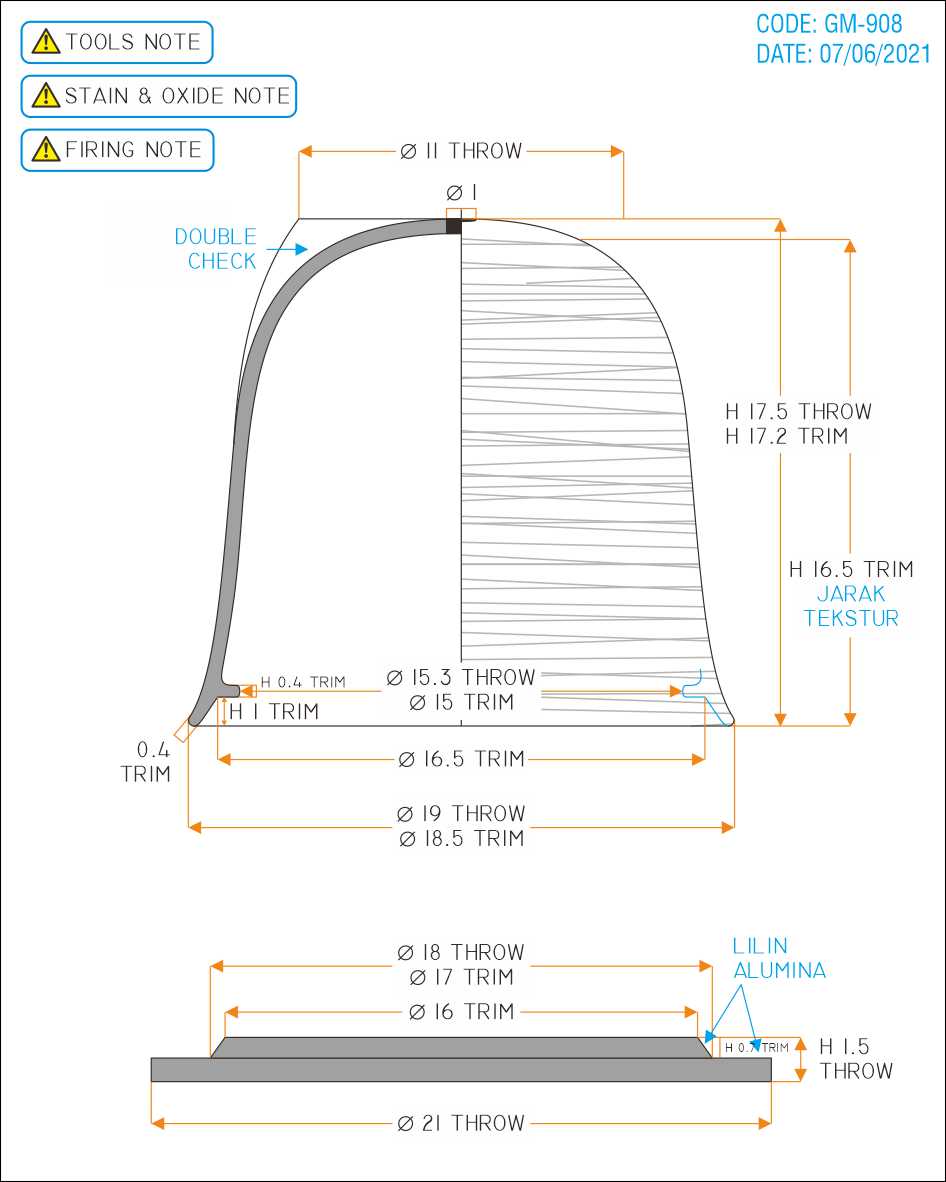 CODE: GM-908
DATE: 07/06/2021
TOOLS NOTE
STAIN & OXIDE NOTE
FIRING NOTE
Ø 11 THROW
Ø 1
DOUBLE
CHECK
H 17.5 THROW
H 17.2 TRIM
H 16.5 TRIM
JARAK
TEKSTUR
H 0.4 TRIM
Ø 15.3 THROW
Ø 15 TRIM
H 1 TRIM
0.4
TRIM
Ø 16.5 TRIM
Ø 19 THROW
Ø 18.5 TRIM
LILIN
ALUMINA
Ø 18 THROW
Ø 17 TRIM
Ø 16 TRIM
H 0.7 TRIM
H 1.5
THROW
Ø 21 THROW